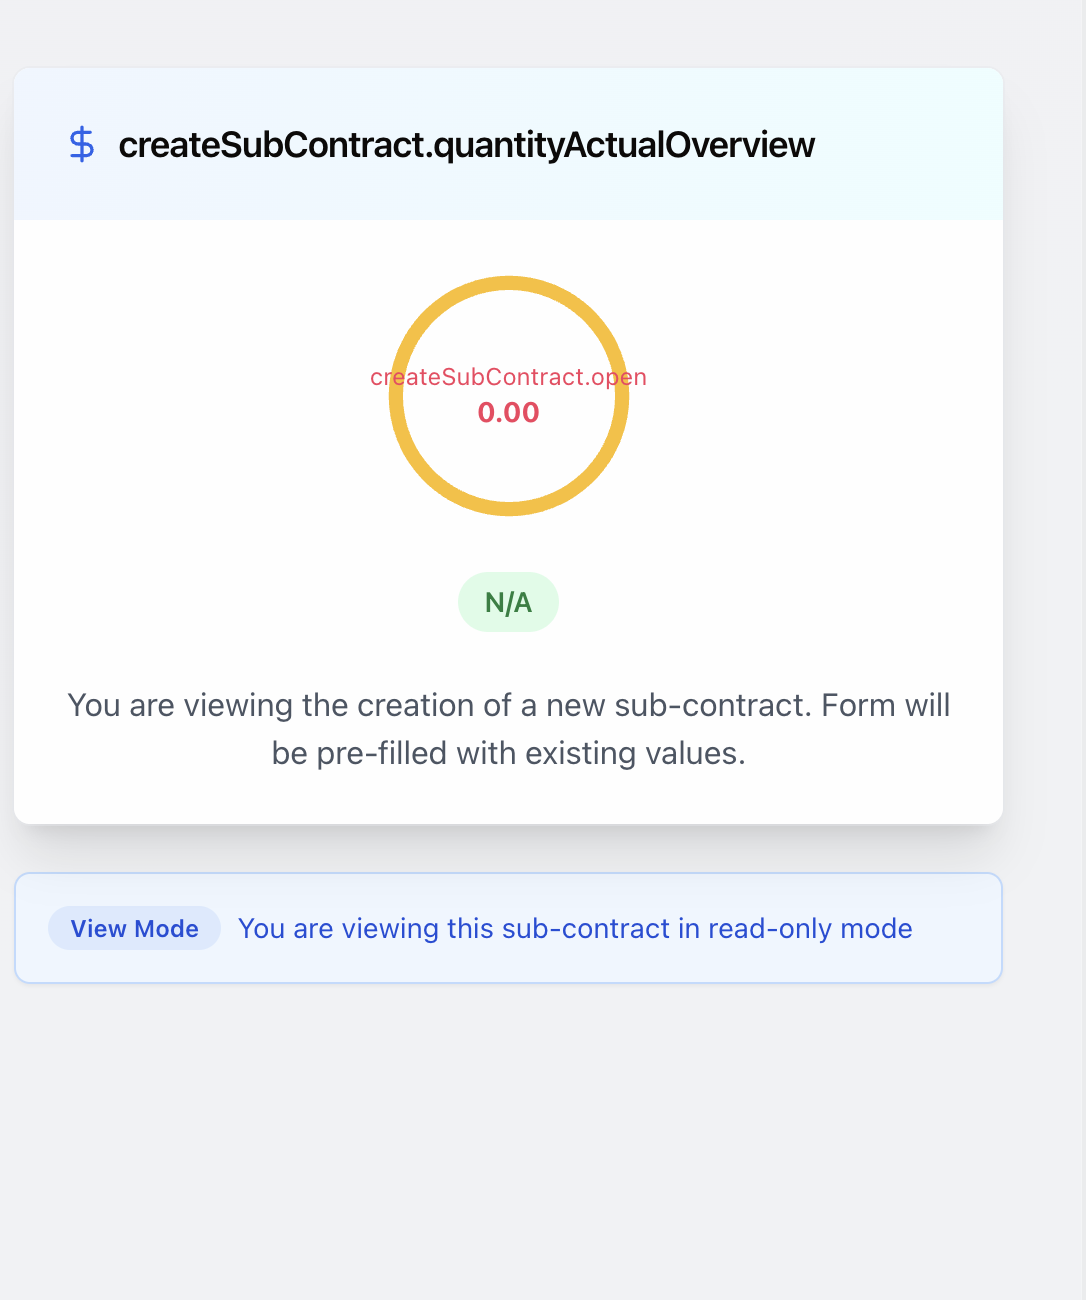 createSubContract.quantityActualOverview
createSubContract.open
0.00
N/A
You are viewing the creation of a new sub-contract. Form will
be pre-filled with existing values.
View Mode You are viewing this sub-contract in read-only mode